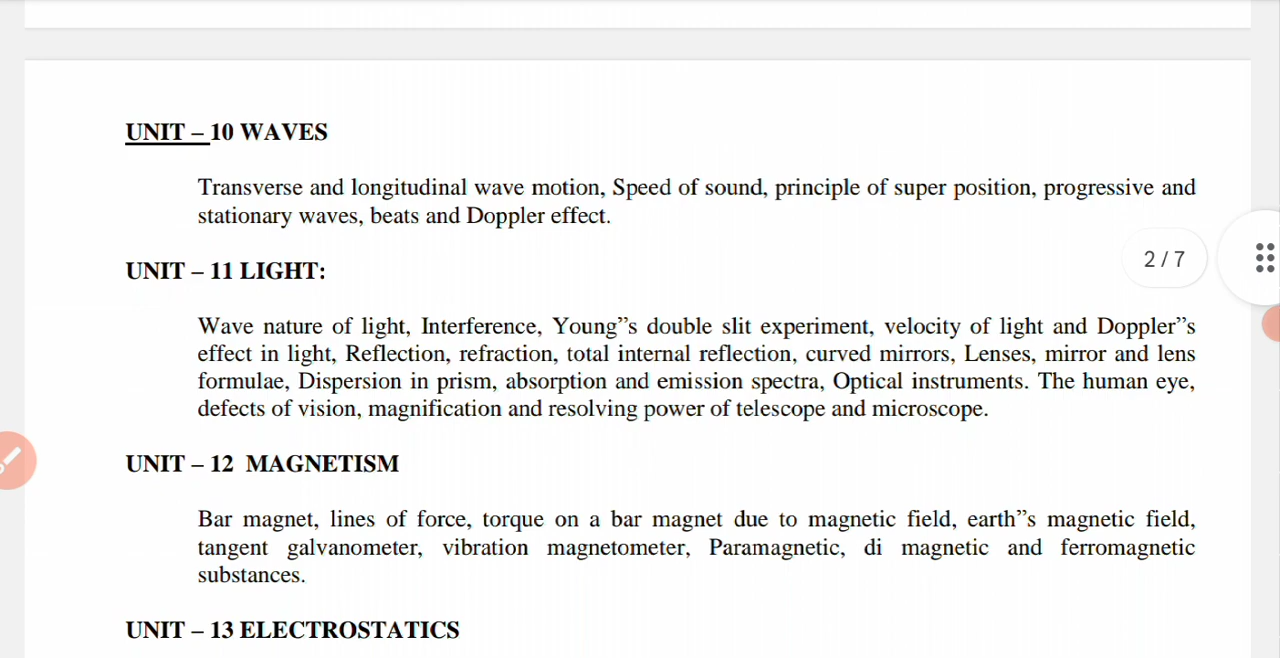 UNIT – 10 WAVES
Transverse and longitudinal wave motion, Speed of sound, principle of super position, progressive and
stationary waves, beats and Doppler effect.
UNIT – 11 LIGHT:
2 / 7
Wave nature of light, Interference, Young”s double slit experiment, velocity of light and Doppler”s
effect in light, Reflection, refraction, total internal reflection, curved mirrors, Lenses, mirror and lens
formulae, Dispersion in prism, absorption and emission spectra, Optical instruments. The human eye,
defects of vision, magnification and resolving power of telescope and microscope.
UNIT – 12 MAGNETISM
Bar magnet, lines of force, torque on a bar magnet due to magnetic field, earth”s magnetic field,
tangent galvanometer, vibration magnetometer, Paramagnetic, di magnetic and ferromagnetic
substances.
UNIT – 13 ELECTROSTATICS